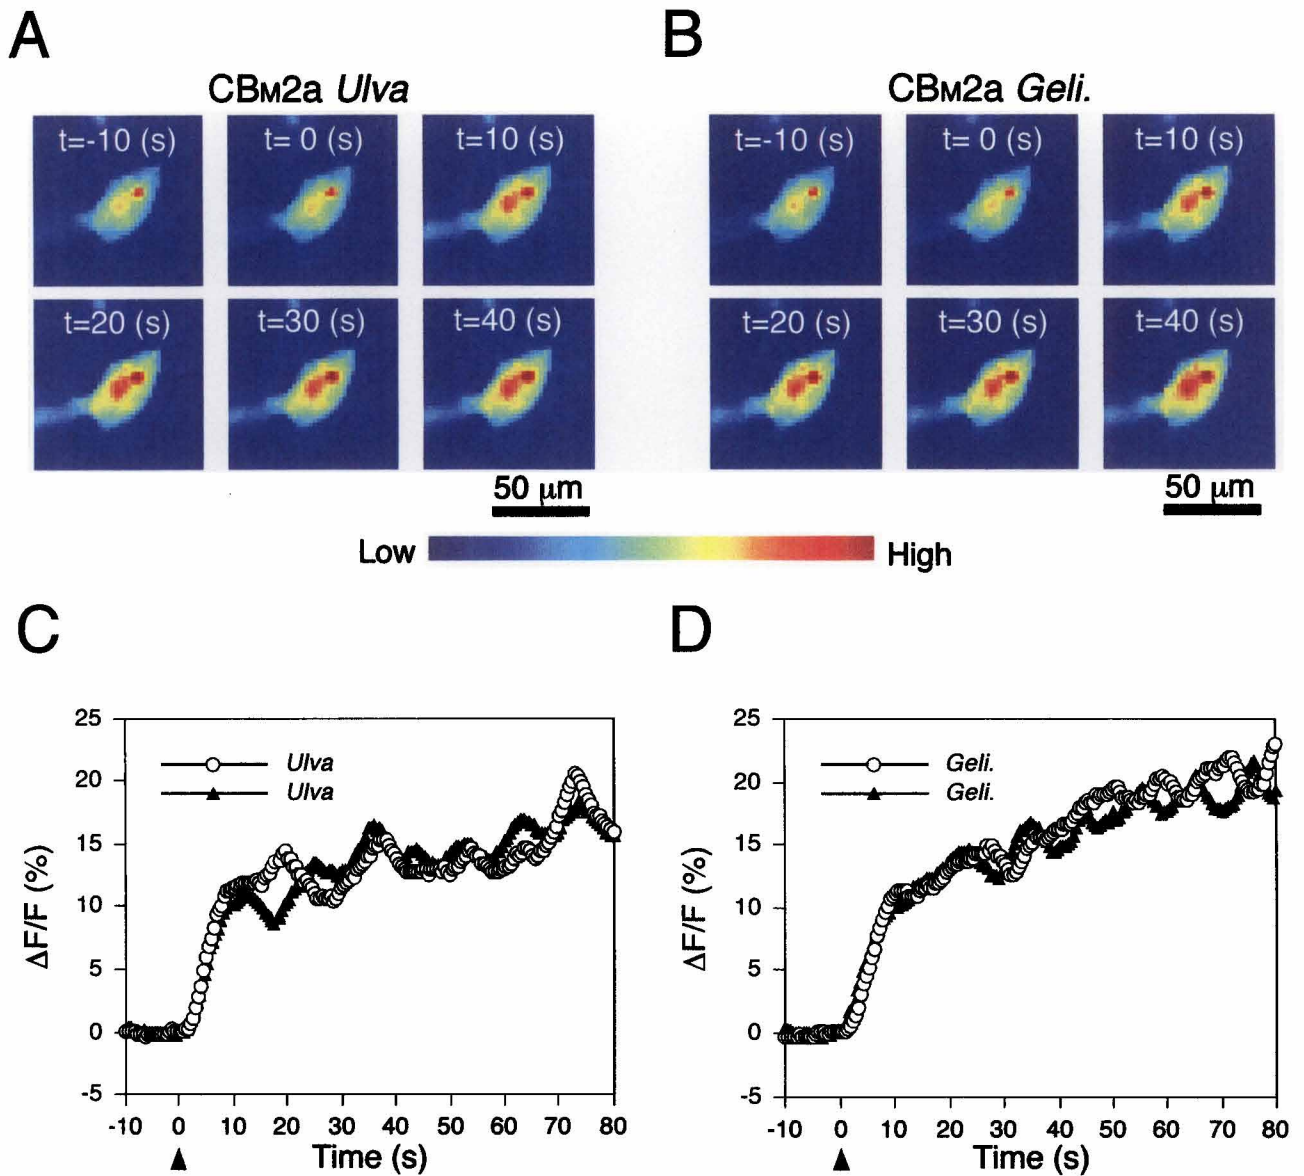 A
B
CBM2a Ulva
CBM2a Geli.
t=-10 (s)
t= 0 (s)
t=10 (s)
t=-10 (s)
t= 0 (s)
t=10 (s)
t=20 (s)
t=30 (s)
t=40 (s)
t=20 (s)
t=30 (s)
t=40 (s)
50 μm
50 μm
Low
High
C
D
25
20
15
10
5
0
-5
ΔF/F (%)
Ulva
Ulva
-10 0 10 20 30 40 50 60 70 80
Time (s)
25
20
15
10
5
0
-5
ΔF/F (%)
Geli.
Geli.
-10 0 10 20 30 40 50 60 70 80
Time (s)